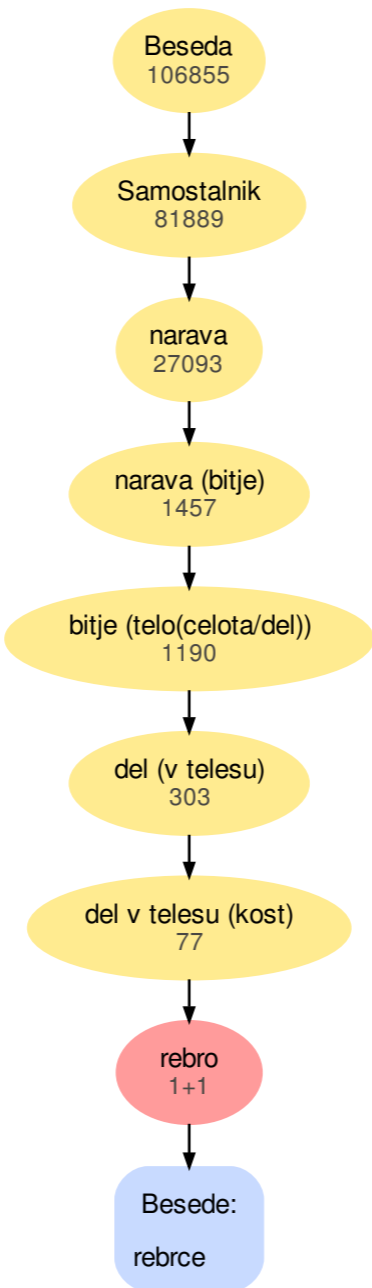 Beseda
106855
Samostalnik
81889
narava
27093
narava (bitje)
1457
bitje (telo(celota/del))
1190
del (v telesu)
303
del v telesu (kost)
77
rebro
1+1
Besede:
rebrce